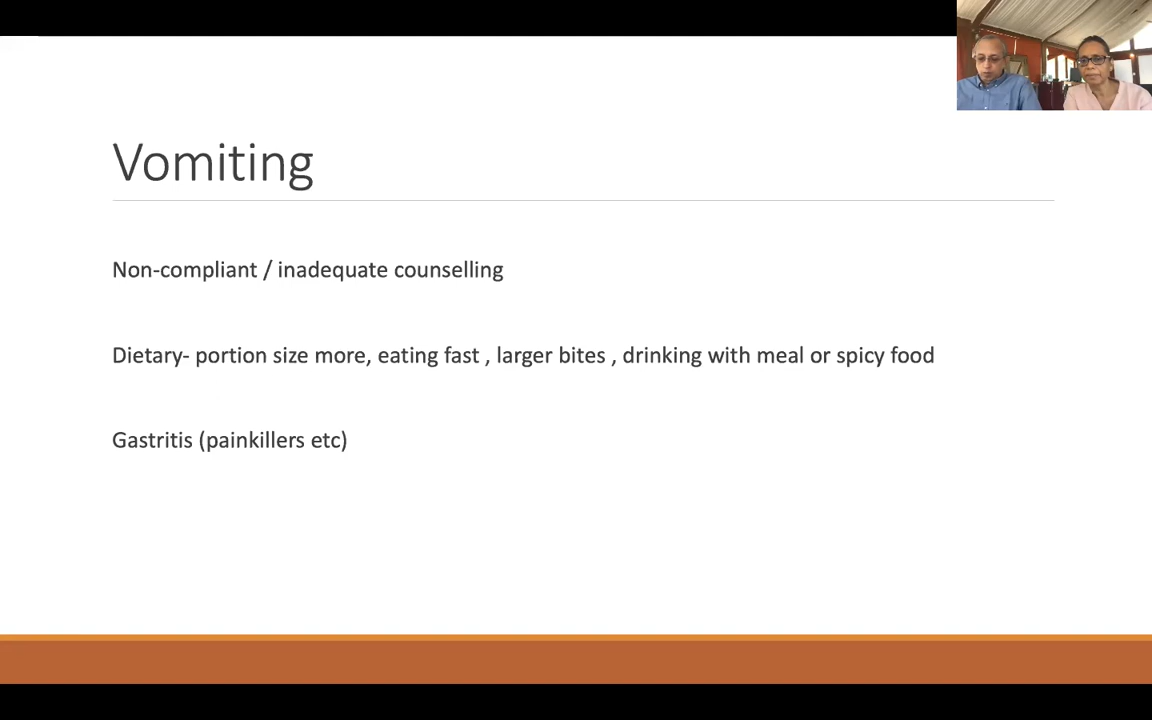 Vomiting
Non-compliant / inadequate counselling
Dietary- portion size more, eating fast , larger bites , drinking with meal or spicy food
Gastritis (painkillers etc)